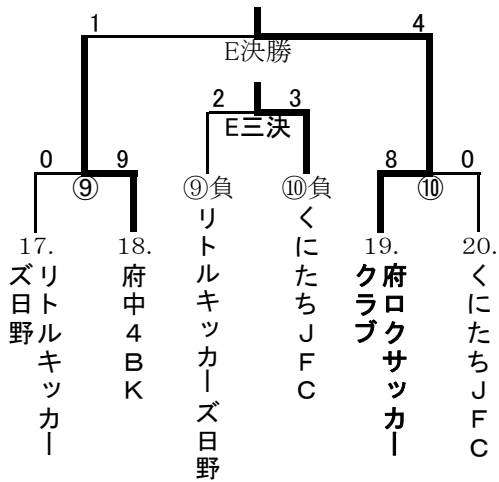 1
4
E決勝
2
3
E三決
0
9
8
0
⑨
⑨負
⑩負
⑩
17.
18.
19.
20.
リトルキッカー
ズ日野
府中4BK
リトルキッカーズ日野
くにたちJFC
府ロクサッカー
クラブ
くにたちJFC